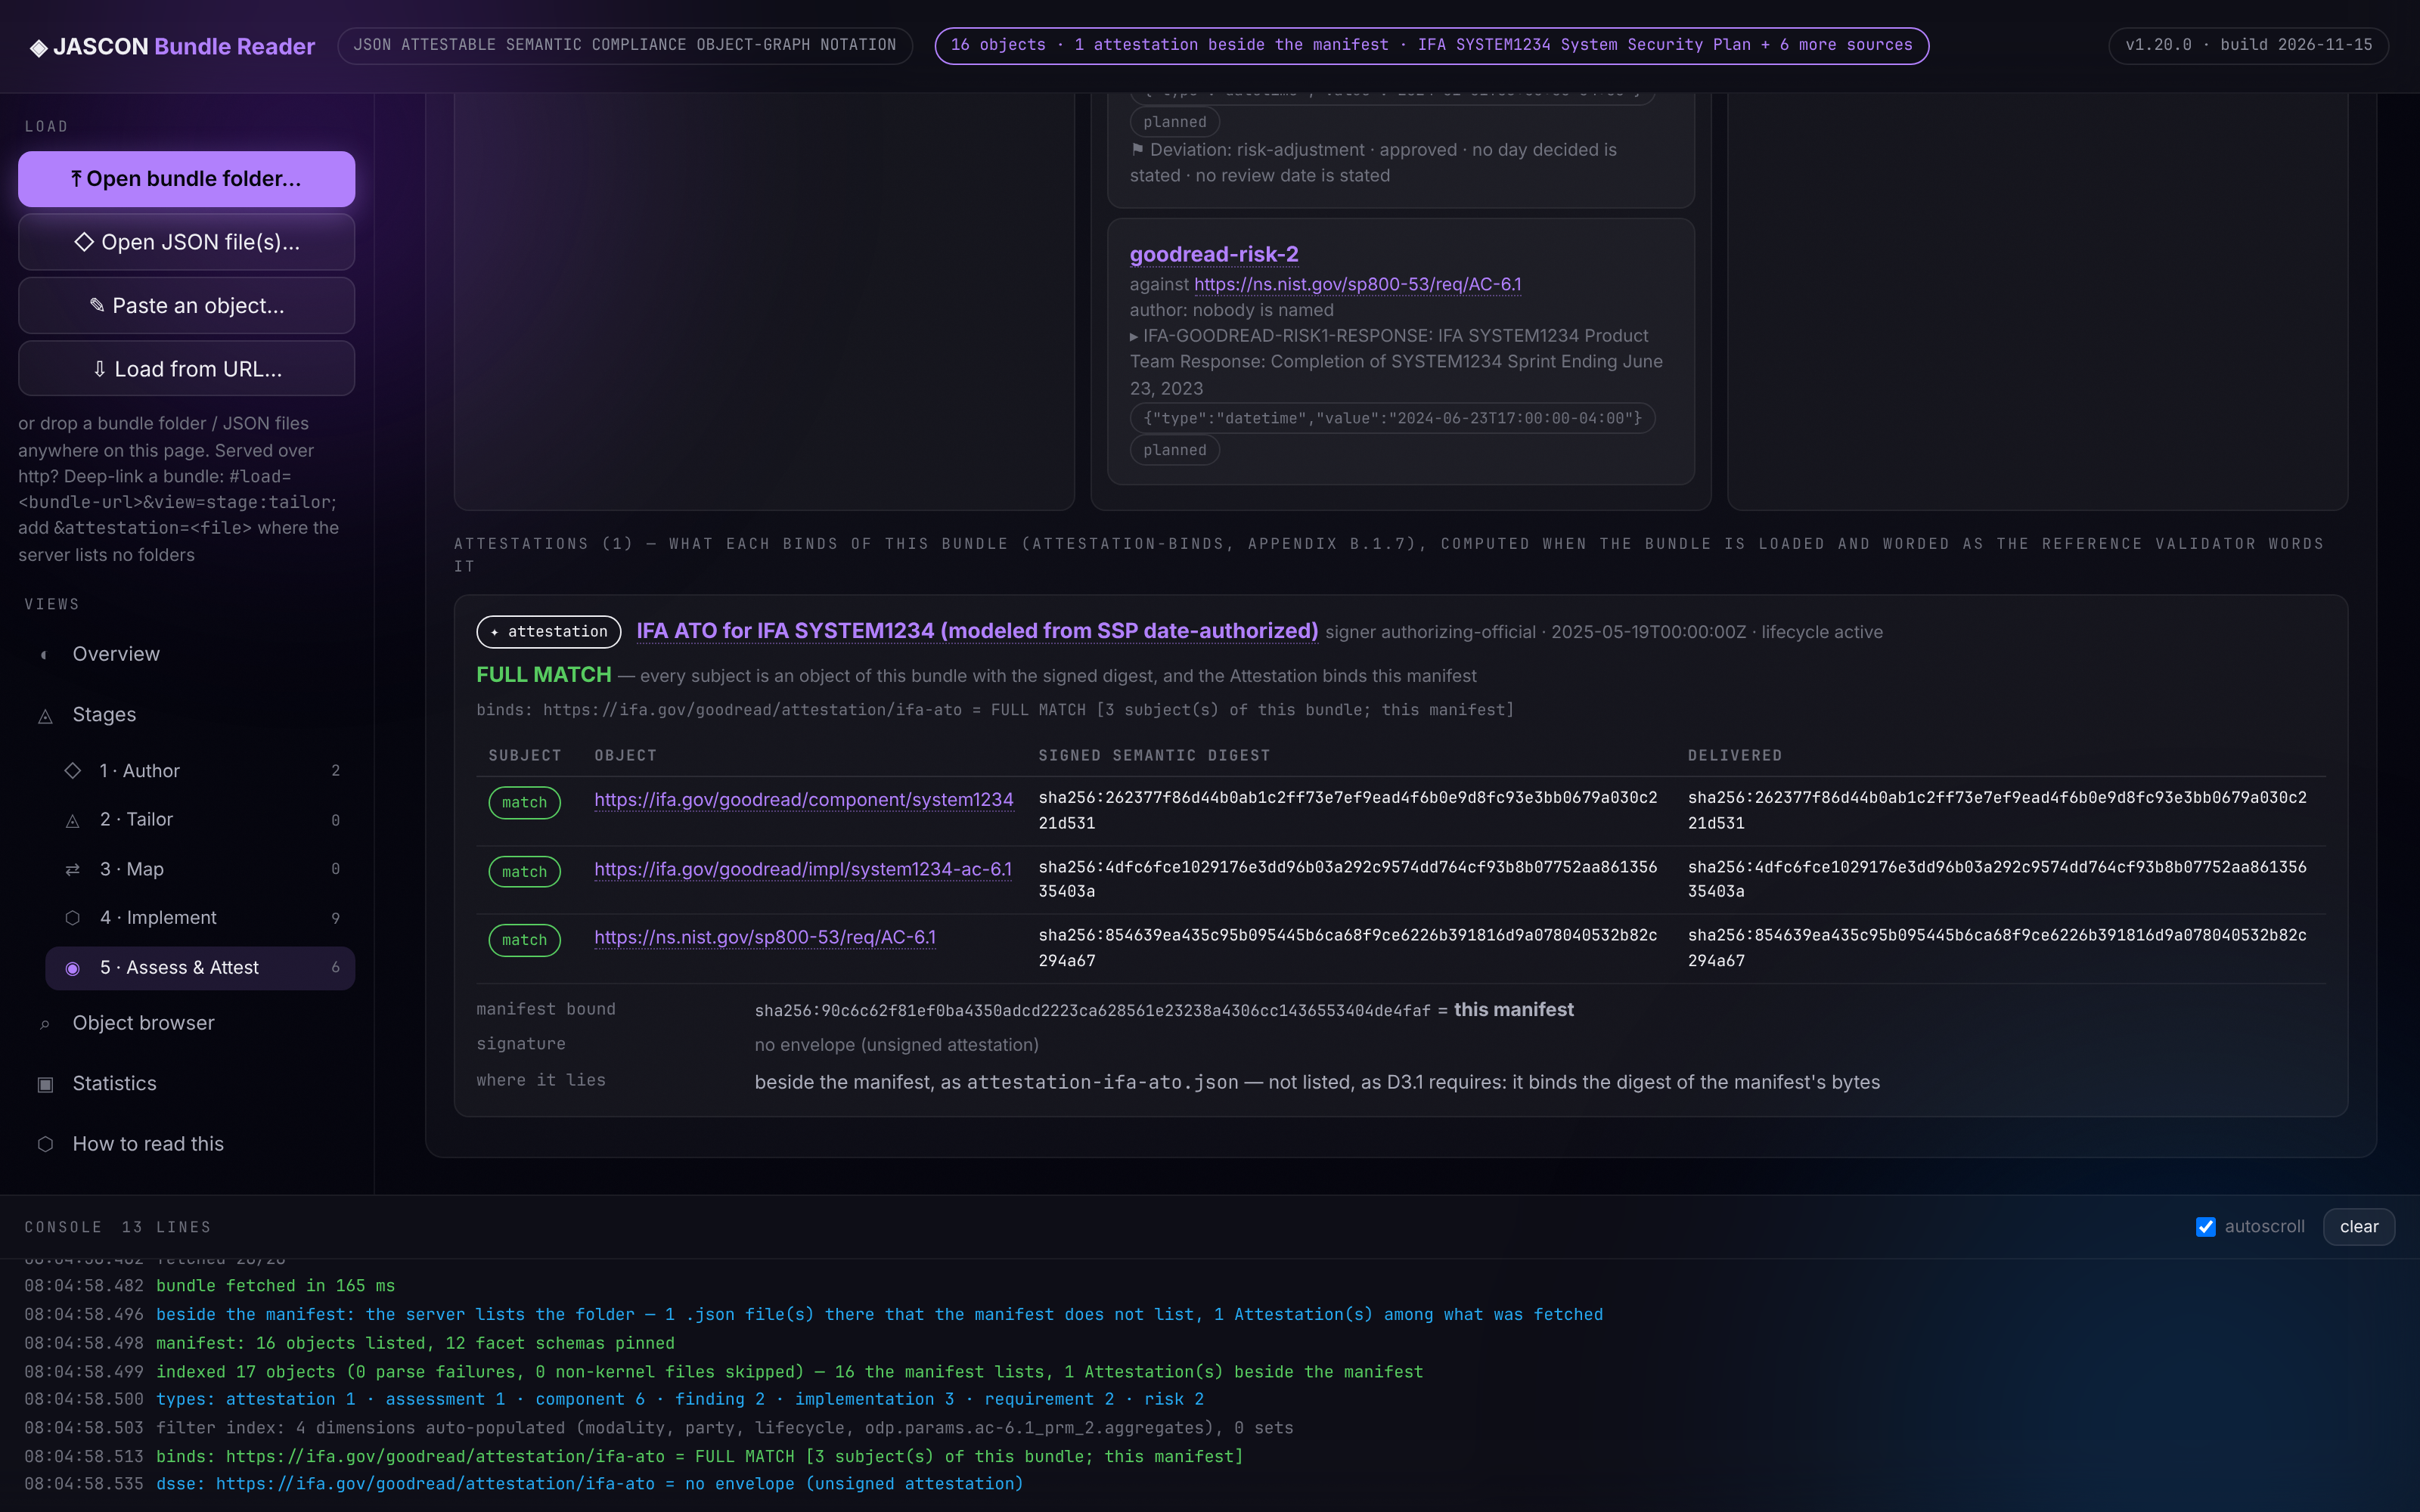 ◈ JASCON Bundle Reader
JSON ATTESTABLE SEMANTIC COMPLIANCE OBJECT-GRAPH NOTATION
16 objects · 1 attestation beside the manifest · IFA SYSTEM1234 System Security Plan + 6 more sources
v1.20.0 · build 2026-11-15
LOAD
⤒ Open bundle folder…
◇ Open JSON file(s)…
✎ Paste an object…
⇩ Load from URL…
or drop a bundle folder / JSON files
anywhere on this page. Served over
http? Deep-link a bundle: #load=
<bundle-url>&view=stage:tailor;
add &attestation=<file> where the
server lists no folders
VIEWS
Overview
Stages
1 · Author 2
2 · Tailor 0
3 · Map 0
4 · Implement 9
5 · Assess & Attest 6
Object browser
Statistics
How to read this
planned
⚑ Deviation: risk-adjustment · approved · no day decided is
stated · no review date is stated
goodread-risk-2
against https://ns.nist.gov/sp800-53/req/AC-6.1
author: nobody is named
▸ IFA-GOODREAD-RISK1-RESPONSE: IFA SYSTEM1234 Product
Team Response: Completion of SYSTEM1234 Sprint Ending June
23, 2023
{"type":"datetime","value":"2024-06-23T17:00:00-04:00"}
planned
ATTESTATIONS (1) — WHAT EACH BINDS OF THIS BUNDLE (ATTESTATION-BINDS, APPENDIX B.1.7), COMPUTED WHEN THE BUNDLE IS LOADED AND WORDED AS THE REFERENCE VALIDATOR WORDS
IT
✦ attestation IFA ATO for IFA SYSTEM1234 (modeled from SSP date-authorized) signer authorizing-official · 2025-05-19T00:00:00Z · lifecycle active
FULL MATCH — every subject is an object of this bundle with the signed digest, and the Attestation binds this manifest
binds: https://ifa.gov/goodread/attestation/ifa-ato = FULL MATCH [3 subject(s) of this bundle; this manifest]
SUBJECT OBJECT SIGNED SEMANTIC DIGEST DELIVERED
match https://ifa.gov/goodread/component/system1234 sha256:262377f86d44b0ab1c2ff73e7ef9ead4f6b0e9d8fc93e3bb0679a030c2 sha256:262377f86d44b0ab1c2ff73e7ef9ead4f6b0e9d8fc93e3bb0679a030c2
21d531 21d531
match https://ifa.gov/goodread/impl/system1234-ac-6.1 sha256:4dfc6fce1029176e3dd96b03a292c9574dd764cf93b8b07752aa861356 sha256:4dfc6fce1029176e3dd96b03a292c9574dd764cf93b8b07752aa861356
35403a 35403a
match https://ns.nist.gov/sp800-53/req/AC-6.1 sha256:854639ea435c95b095445b6ca68f9ce6226b391816d9a078040532b82c sha256:854639ea435c95b095445b6ca68f9ce6226b391816d9a078040532b82c
294a67 294a67
manifest bound sha256:90c6c62f81ef0ba4350adcd2223ca628561e23238a4306cc1436553404de4faf = this manifest
signature no envelope (unsigned attestation)
where it lies beside the manifest, as attestation-ifa-ato.json — not listed, as D3.1 requires: it binds the digest of the manifest's bytes
CONSOLE 13 LINES
autoscroll clear
08:04:58.482 bundle fetched in 165 ms
08:04:58.496 beside the manifest: the server lists the folder — 1 .json file(s) there that the manifest does not list, 1 Attestation(s) among what was fetched
08:04:58.498 manifest: 16 objects listed, 12 facet schemas pinned
08:04:58.499 indexed 17 objects (0 parse failures, 0 non-kernel files skipped) — 16 the manifest lists, 1 Attestation(s) beside the manifest
08:04:58.500 types: attestation 1 · assessment 1 · component 6 · finding 2 · implementation 3 · requirement 2 · risk 2
08:04:58.503 filter index: 4 dimensions auto-populated (modality, party, lifecycle, odp.params.ac-6.1_prm_2.aggregates), 0 sets
08:04:58.513 binds: https://ifa.gov/goodread/attestation/ifa-ato = FULL MATCH [3 subject(s) of this bundle; this manifest]
08:04:58.535 dsse: https://ifa.gov/goodread/attestation/ifa-ato = no envelope (unsigned attestation)